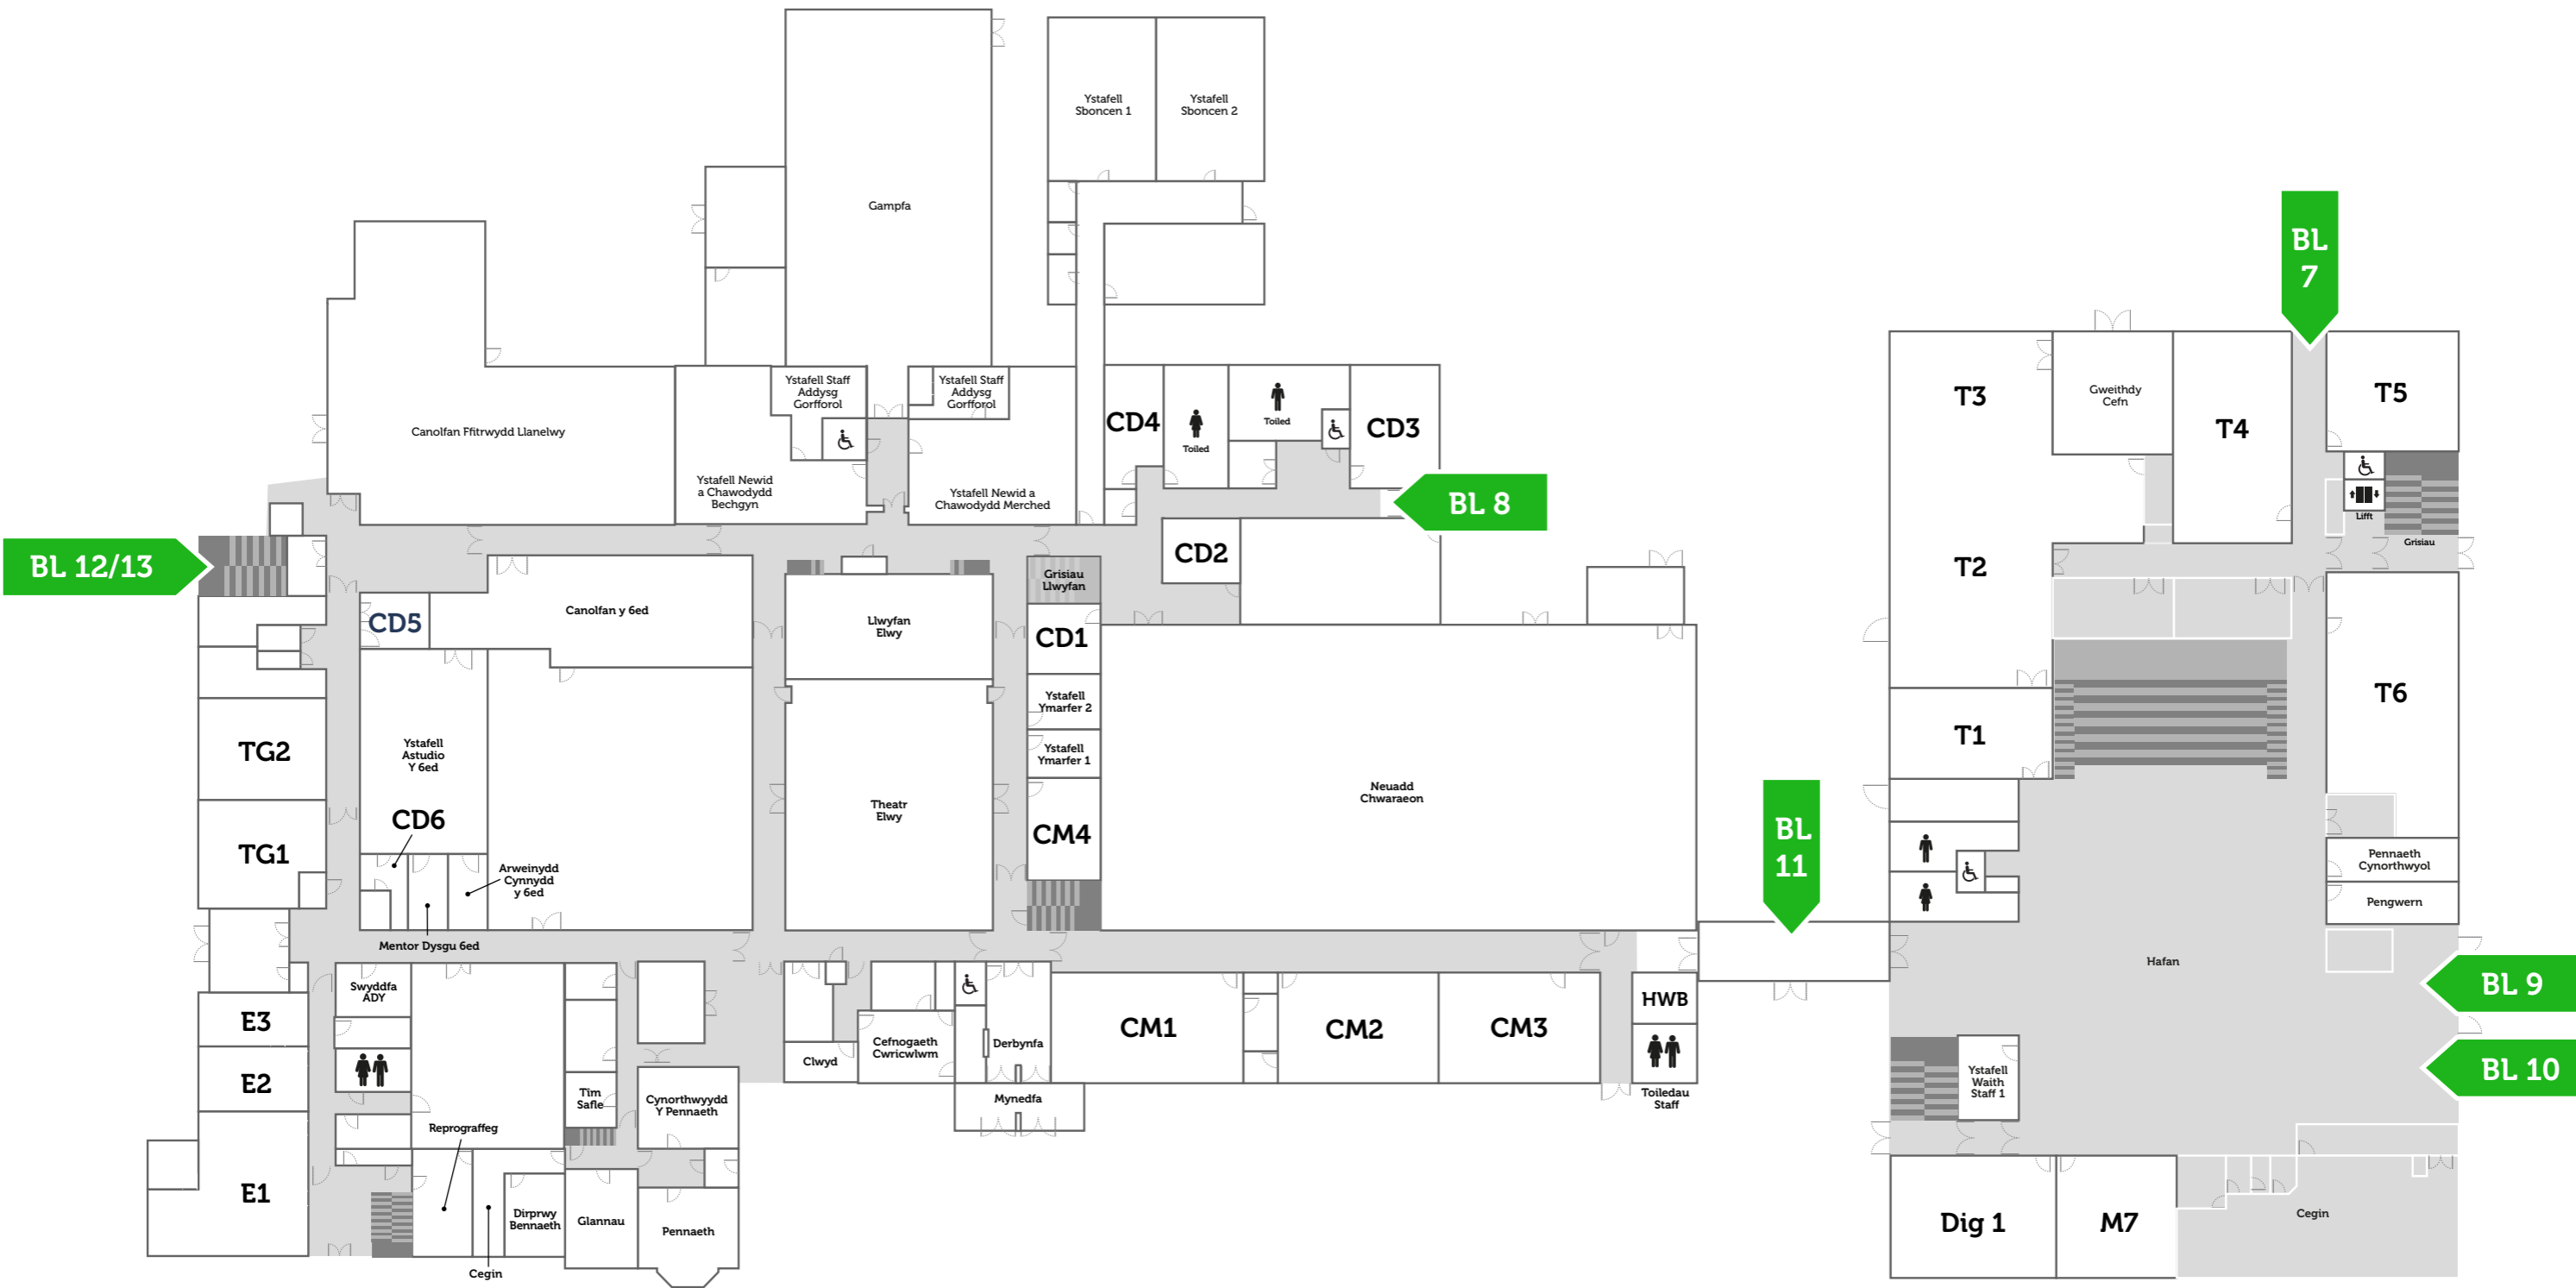 Ystafell
Sboncen 1
Ystafell
Sboncen 2
Gampfa
BL
7
Canolfan Ffitrwydd Llanelwy
Ystafell Staff
Addysg
Gorfforol
Ystafell Staff
Addysg
Gorfforol
Ystafell Newid
a Chawodydd
Bechgyn
Ystafell Newid a
Chawodydd Merched
CD4
Toiled
Toiled
CD3
BL 8
T3
Gweithdy
Cefn
T4
T5
Lifft
Grisiau
BL 12/13
CD2
T2
Grisiau
Llwyfan
CD5
Canolfan y 6ed
Llwyfan
Elwy
CD1
Ystafell
Ymarfer 2
Ystafell
Ymarfer 1
T6
T1
TG2
Ystafell
Astudio
Y 6ed
Theatr
Elwy
Neuadd
Chwaraeon
CM4
CD6
TG1
Arweinydd
Cynnydd
y 6ed
BL
11
Pennaeth
Cynorthwyol
Pengwern
Mentor Dysgu 6ed
Hafan
BL 9
Swyddfa
ADY
E3
HWB
CM1
CM2
CM3
Derbynfa
Cefnogaeth
Cwricwlwm
Clwyd
BL 10
E2
Tim
Safle
Cynorthwyydd
Y Pennaeth
Mynedfa
Toiledau
Staff
Ystafell
Waith
Staff 1
Reprograffeg
E1
Dirprwy
Bennaeth
Glannau
Pennaeth
Dig 1
M7
Cegin
Cegin